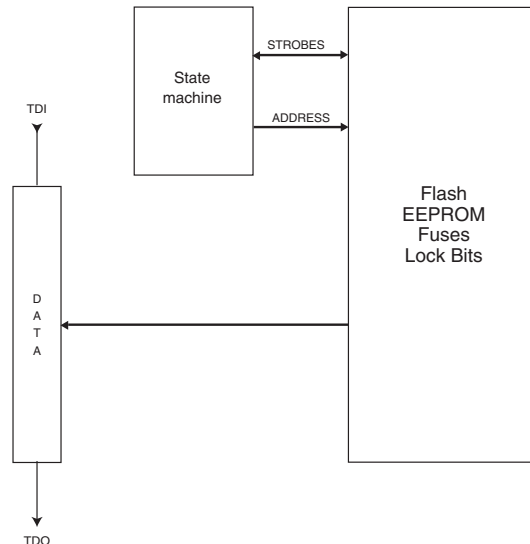 STROBES
State
machine
ADDRESS
TDI
Flash
EEPROM
Fuses
Lock Bits
D
A
T
A
TDO